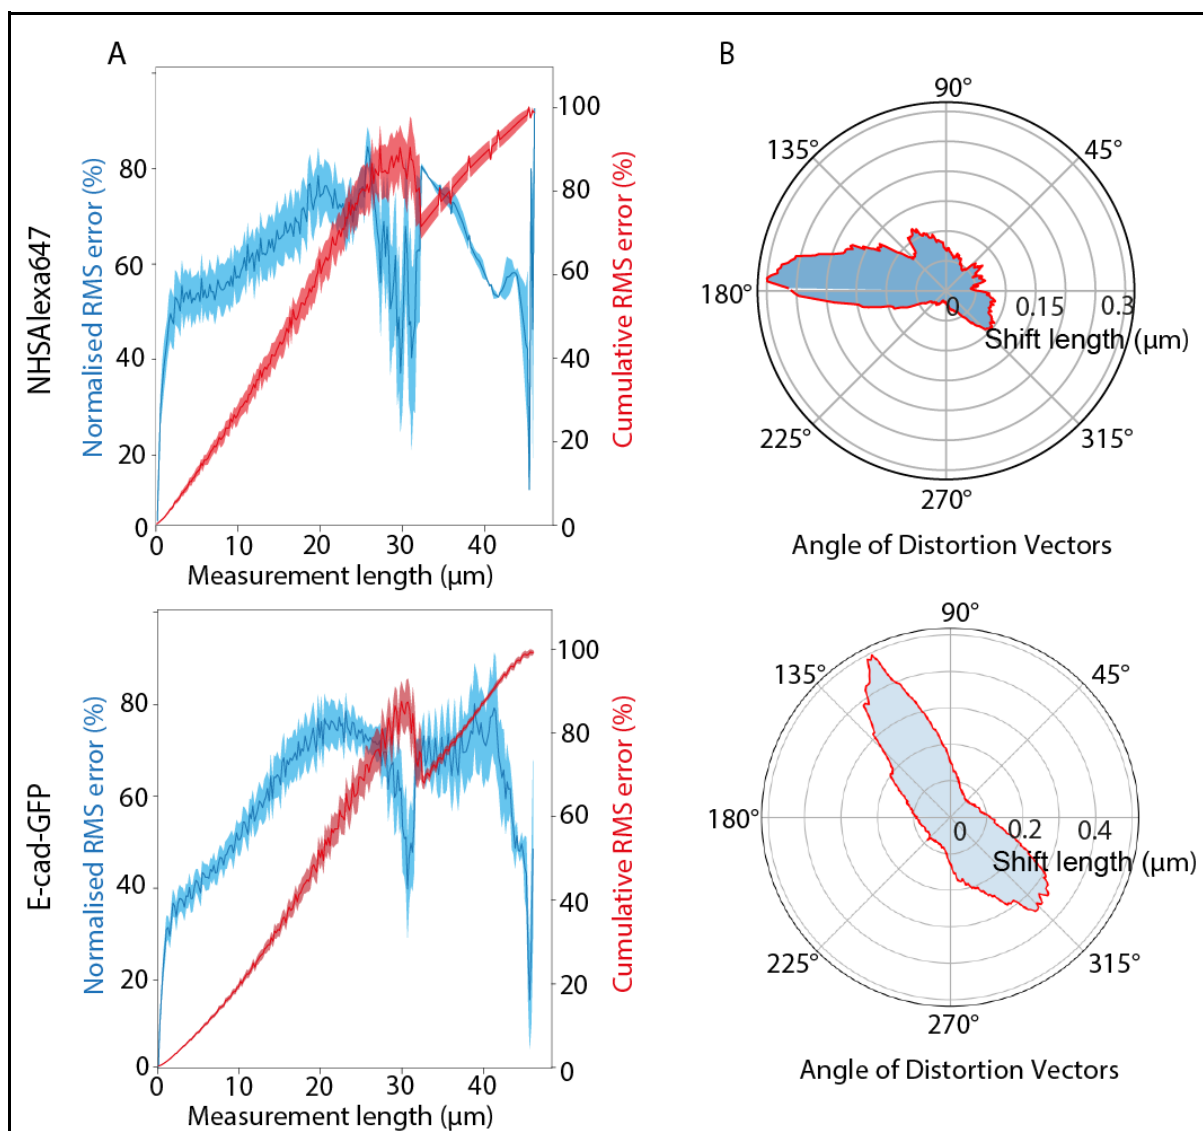 A
NHSAlexa647
Normalised RMS error (%)
80
60
40
20
0
100
80
60
40
20
0
Cumulative RMS error (%)
0 10 20 30 40
Measurement length (µm)
B
90°
135° 45°
180° 0 0.15 0.3
Shift length (µm)
225° 315°
270°
Angle of Distortion Vectors
E-cad-GFP
Normalised RMS error (%)
80
60
40
20
0
100
80
60
40
20
0
Cumulative RMS error (%)
0 10 20 30 40
Measurement length (µm)
90°
135° 45°
180° 0 0.2 0.4
Shift length (µm)
225° 315°
270°
Angle of Distortion Vectors